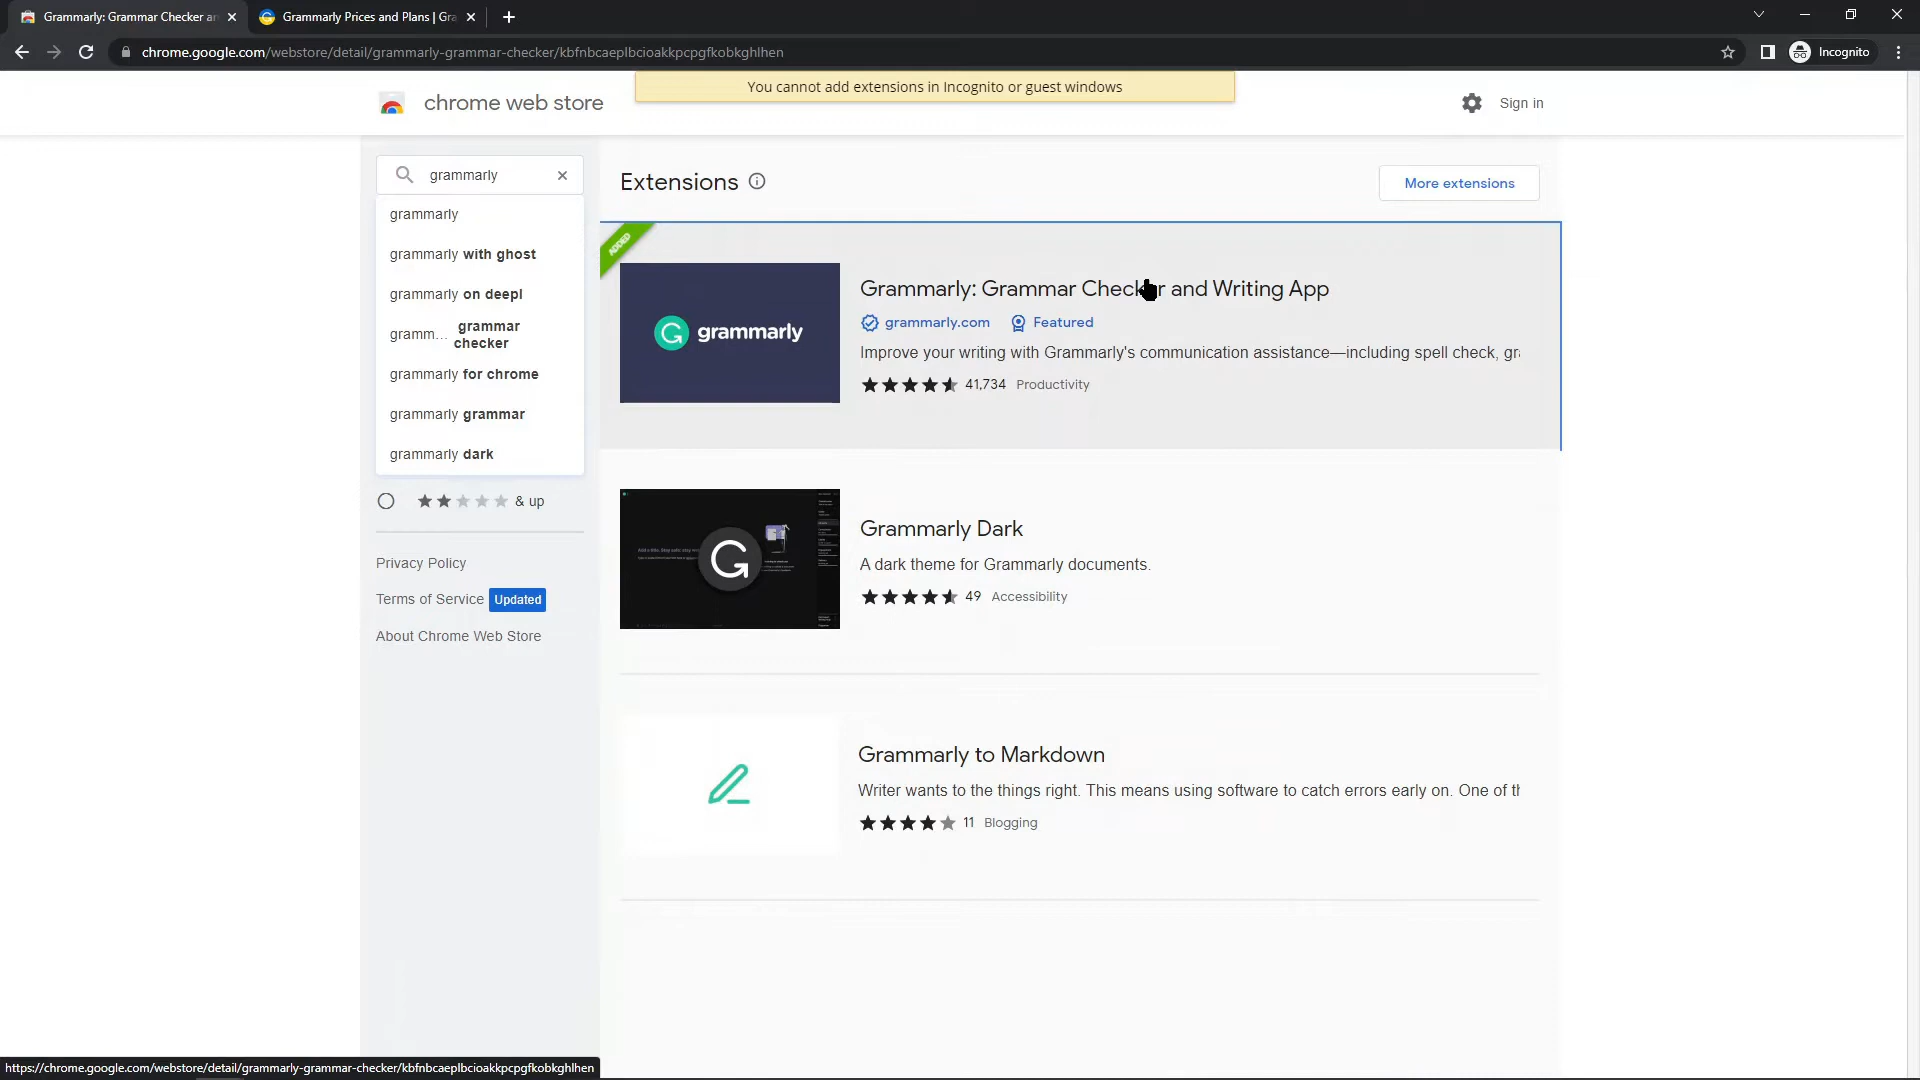 Grammarly: Grammar Checker an
Grammarly Prices and Plans | Gra
chrome.google.com/webstore/detail/grammarly-grammar-checker/kbfnbcaeplbcioakkpcpgfkobkghlhen
Incognito
You cannot add extensions in Incognito or guest windows
chrome web store
Sign in
grammarly
grammarly
grammarly with ghost
grammarly on deepl
gramm... grammar checker
grammarly for chrome
grammarly grammar
grammarly dark
& up
Privacy Policy
Terms of Service Updated
About Chrome Web Store
Extensions
More extensions
ADDED
grammarly
Grammarly: Grammar Checker and Writing App
grammarly.com Featured
Improve your writing with Grammarly's communication assistance—including spell check, gr
41,734 Productivity
Grammarly Dark
A dark theme for Grammarly documents.
49 Accessibility
Grammarly to Markdown
Writer wants to the things right. This means using software to catch errors early on. One of th
11 Blogging
https://chrome.google.com/webstore/detail/grammarly-grammar-checker/kbfnbcaeplbcioakkpcpgfkobkghlhen